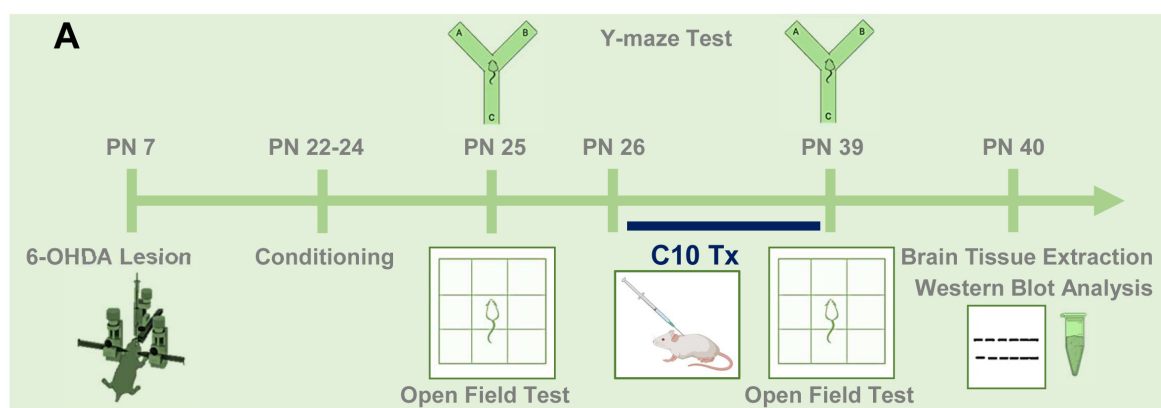 A
Y-maze Test
A B
C
A B
C
PN 7 PN 22-24 PN 25 PN 26 PN 39 PN 40
6-OHDA Lesion Conditioning C10 Tx Brain Tissue Extraction
Western Blot Analysis
Open Field Test Open Field Test